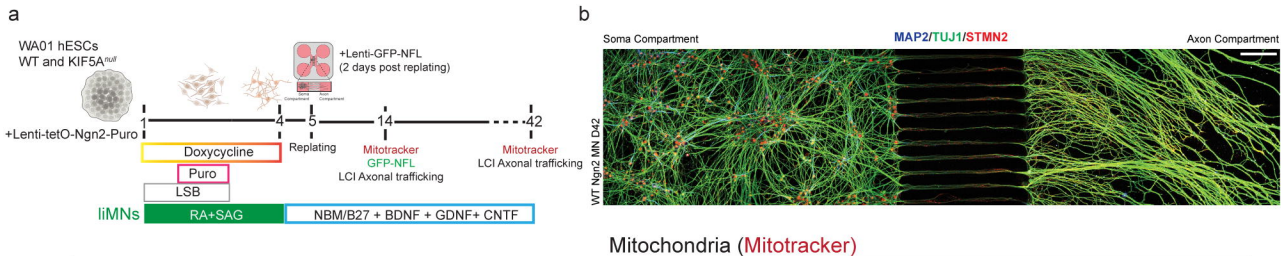 a
WA01 hESCs
WT and KIF5Anull
+Lenti-tetO-Ngn2-Puro
+Lenti-GFP-NFL
(2 days post replating)
Soma Compartment
Axon Compartment
1
4
5
14
42
Replating
Mitotracker
GFP-NFL
LCI Axonal trafficking
Mitotracker
LCI Axonal trafficking
Doxycycline
Puro
LSB
liMNs
RA+SAG
NBM/B27 + BDNF + GDNF+ CNTF
b
Soma Compartment
MAP2/TUJ1/STMN2
Axon Compartment
WT Ngn2 MN D42
Mitochondria (Mitotracker)